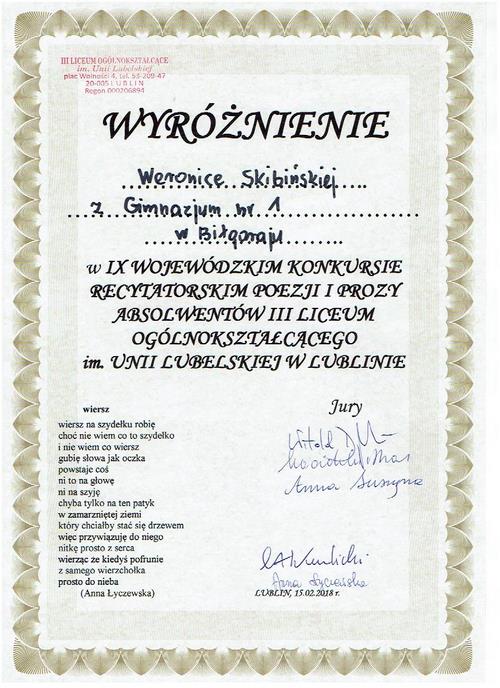 III LICEUM OGÓLNOKSZTAŁCĄCE
im. Unii Lubelskiej
plac Wolności 4, tel. 53-209-47
20-005 LUBLIN
Regon 000206894
WYRÓŻNIENIE
Weronice Skibińskiej
z Gimnazjum nr 1
w Biłgoraju
w IX WOJEWÓDZKIM KONKURSIE
RECYTATORSKIM POEZJI I PROZY
ABSOLWENTÓW III LICEUM
OGÓLNOKSZTAŁCĄCEGO
im. UNII LUBELSKIEJ W LUBLINIE
Jury
wiersz
wiersz na szydełku robię
choć nie wiem co to szydełko
i nie wiem co wiersz
gubię słowa jak oczka
powstaje coś
ni to na głowę
ni na szyję
chyba tylko na ten patyk
w zamarzniętej ziemi
który chciałby stać się drzewem
więc przywiązuję do niego
nitkę prosto z serca
wierząc że kiedyś pofrunie
z samego wierzchołka
prosto do nieba
(Anna Łyczewska)
Witold
Anna
Anna Łyczewska
LUBLIN, 15.02.2018 r.